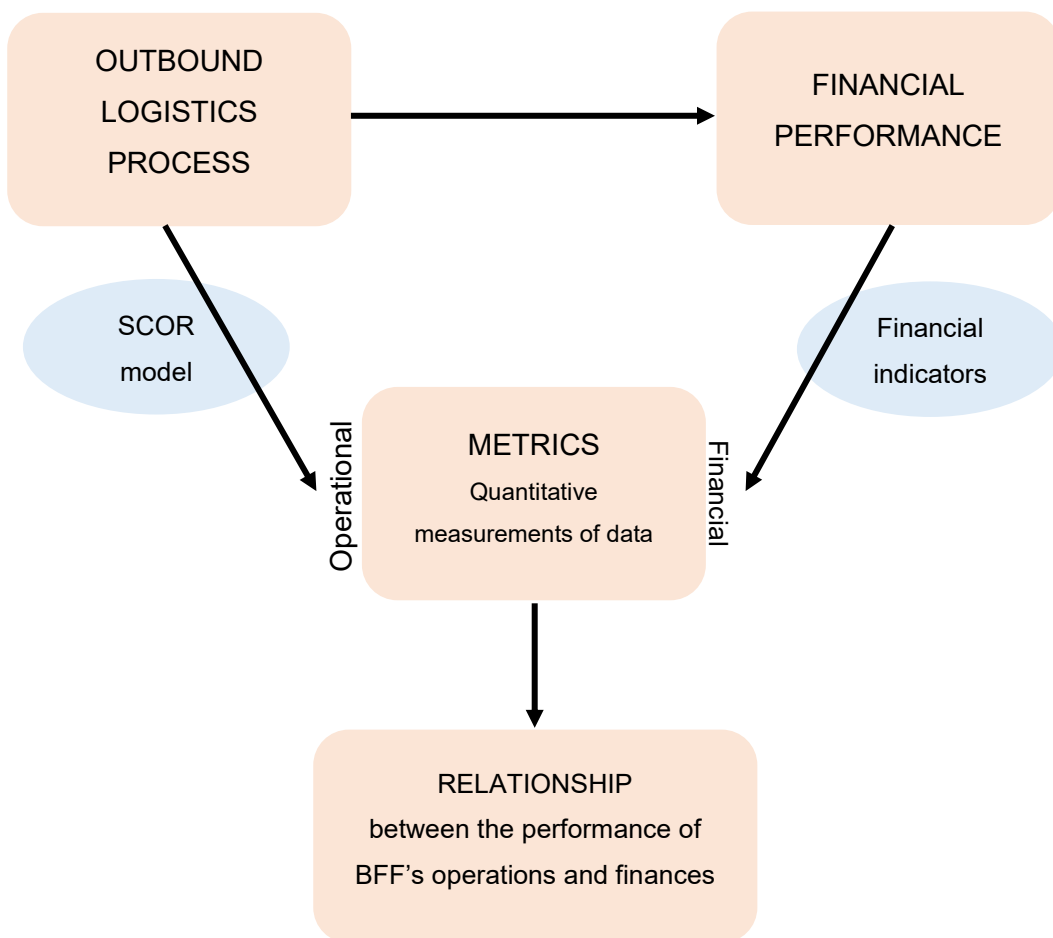 OUTBOUND
LOGISTICS
PROCESS
FINANCIAL
PERFORMANCE
SCOR
model
Financial
indicators
Operational
METRICS
Quantitative
measurements of data
Financial
RELATIONSHIP
between the performance of
BFF’s operations and finances